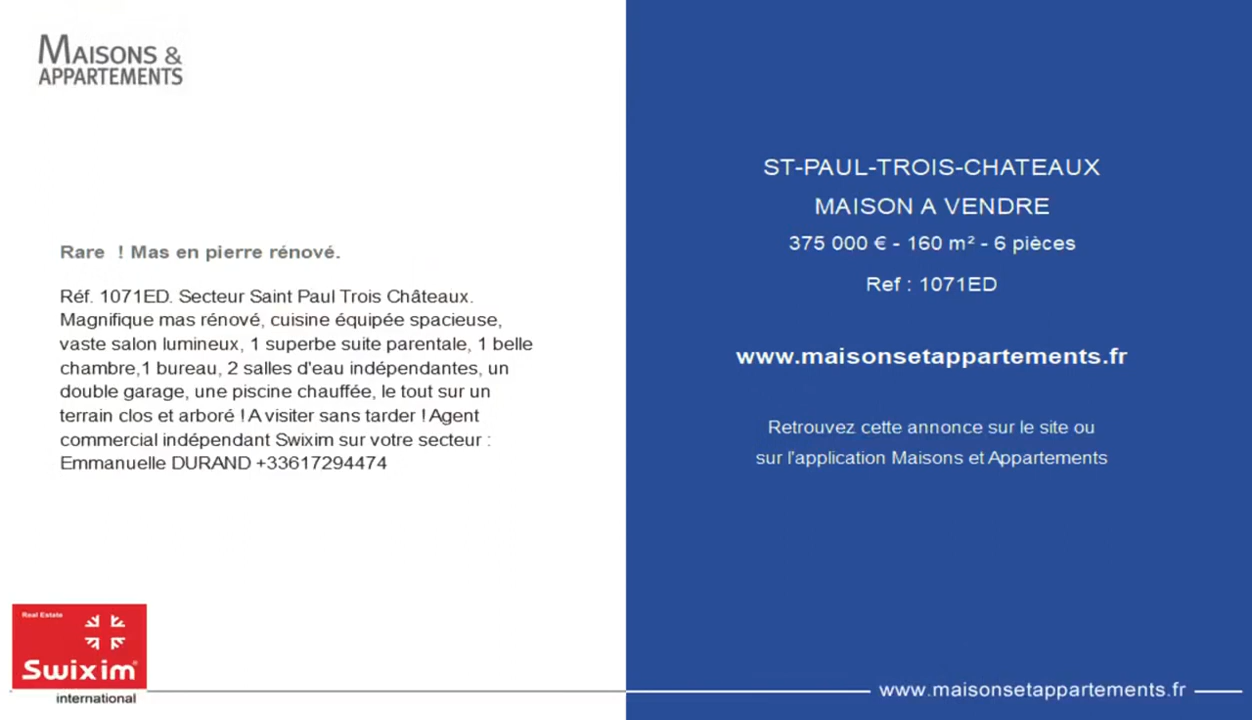 MAISONS &
APPARTEMENTS
Rare ! Mas en pierre rénové.
Réf. 1071ED. Secteur Saint Paul Trois Châteaux.
Magnifique mas rénové, cuisine équipée spacieuse,
vaste salon lumineux, 1 superbe suite parentale, 1 belle
chambre,1 bureau, 2 salles d'eau indépendantes, un
double garage, une piscine chauffée, le tout sur un
terrain clos et arboré ! A visiter sans tarder ! Agent
commercial indépendant Swixim sur votre secteur :
Emmanuelle DURAND +33617294474
Real Estate
Swixim®
international
ST-PAUL-TROIS-CHATEAUX
MAISON A VENDRE
375 000 € - 160 m² - 6 pièces
Ref : 1071ED
www.maisonsetappartements.fr
Retrouvez cette annonce sur le site ou
sur l'application Maisons et Appartements
www.maisonsetappartements.fr